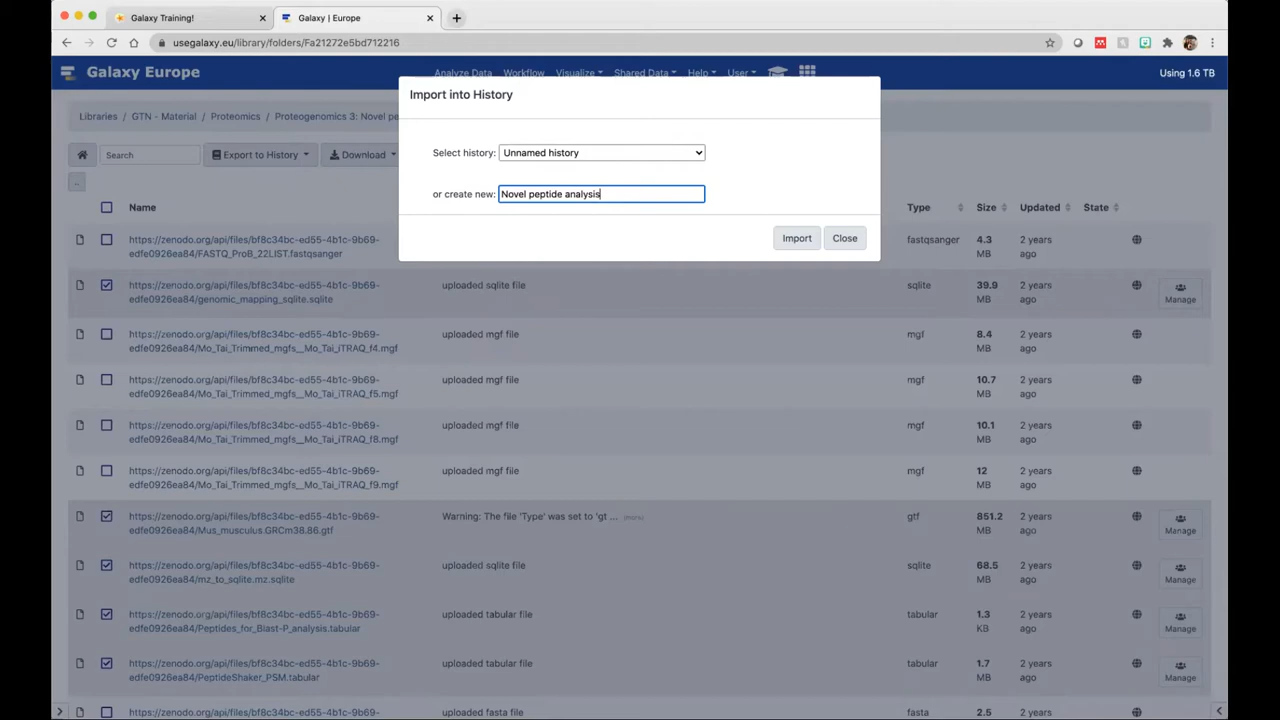 Galaxy Training!
Galaxy | Europe
usegalaxy.eu/library/folders/Fa21272e5bd712216
Galaxy Europe
Analyze Data Workflow Visualize Shared Data Help User
Using 1.6 TB
Import into History
Libraries / GTN - Material / Proteomics / Proteogenomics 3: Novel pe
Select history: Unnamed history
Search Export to History Download
..
or create new: Novel peptide analysis
Name Type Size Updated State
Import Close
https://zenodo.org/api/files/bf8c34bc-ed55-4b1c-9b69-
edfe0926ea84/FASTQ_ProB_22LIST.fastqsanger
fastqsanger 4.3
MB
2 years
ago
https://zenodo.org/api/files/bf8c34bc-ed55-4b1c-9b69-
edfe0926ea84/genomic_mapping_sqlite.sqlite
uploaded sqlite file
sqlite 39.9
MB
2 years
ago
Manage
https://zenodo.org/api/files/bf8c34bc-ed55-4b1c-9b69-
edfe0926ea84/Mo_Tai_Trimmed_mgfs__Mo_Tai_iTRAQ_f4.mgf
uploaded mgf file
mgf 8.4
MB
2 years
ago
https://zenodo.org/api/files/bf8c34bc-ed55-4b1c-9b69-
edfe0926ea84/Mo_Tai_Trimmed_mgfs__Mo_Tai_iTRAQ_f5.mgf
uploaded mgf file
mgf 10.7
MB
2 years
ago
https://zenodo.org/api/files/bf8c34bc-ed55-4b1c-9b69-
edfe0926ea84/Mo_Tai_Trimmed_mgfs__Mo_Tai_iTRAQ_f8.mgf
uploaded mgf file
mgf 10.1
MB
2 years
ago
https://zenodo.org/api/files/bf8c34bc-ed55-4b1c-9b69-
edfe0926ea84/Mo_Tai_Trimmed_mgfs__Mo_Tai_iTRAQ_f9.mgf
uploaded mgf file
mgf 12
MB
2 years
ago
https://zenodo.org/api/files/bf8c34bc-ed55-4b1c-9b69-
edfe0926ea84/Mus_musculus.GRCm38.86.gtf
Warning: The file 'Type' was set to 'gt ... (more)
gtf 851.2
MB
2 years
ago
Manage
https://zenodo.org/api/files/bf8c34bc-ed55-4b1c-9b69-
edfe0926ea84/mz_to_sqlite.mz.sqlite
uploaded sqlite file
sqlite 68.5
MB
2 years
ago
Manage
https://zenodo.org/api/files/bf8c34bc-ed55-4b1c-9b69-
edfe0926ea84/Peptides_for_Blast-P_analysis.tabular
uploaded tabular file
tabular 1.3
KB
2 years
ago
Manage
https://zenodo.org/api/files/bf8c34bc-ed55-4b1c-9b69-
edfe0926ea84/PeptideShaker_PSM.tabular
uploaded tabular file
tabular 1.7
MB
2 years
ago
Manage
https://zenodo.org/api/files/bf8c34bc-ed55-4b1c-9b69-
uploaded fasta file
fasta 2.5
2 years